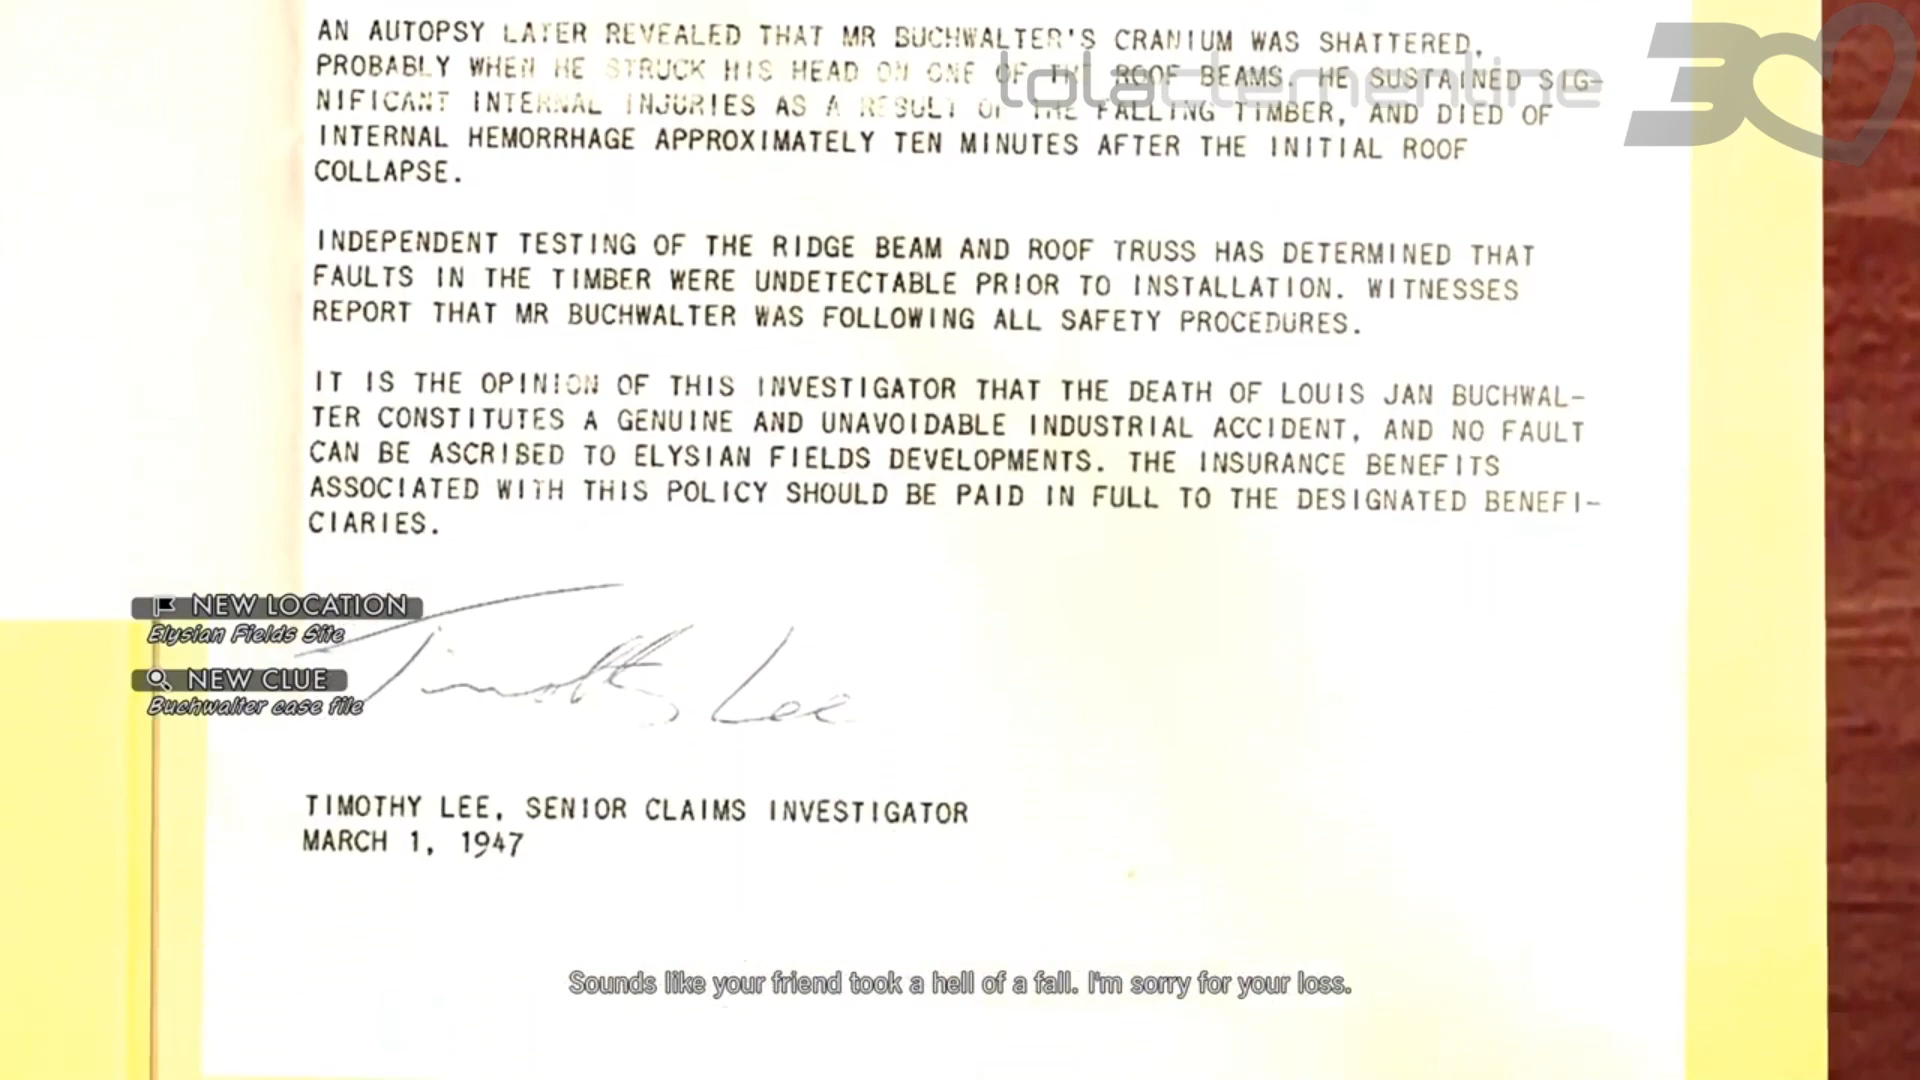 AN AUTOPSY LATER REVEALED THAT MR BUCHWALTER'S CRANIUM WAS SHATTERED,
PROBABLY WHEN HE STRUCK HIS HEAD ON ONE OF THE ROOF BEAMS. HE SUSTAINED SIG-
NIFICANT INTERNAL INJURIES AS A RESULT OF THE FALLING TIMBER, AND DIED OF
INTERNAL HEMORRHAGE APPROXIMATELY TEN MINUTES AFTER THE INITIAL ROOF
COLLAPSE.
lolaclementine
30
INDEPENDENT TESTING OF THE RIDGE BEAM AND ROOF TRUSS HAS DETERMINED THAT
FAULTS IN THE TIMBER WERE UNDETECTABLE PRIOR TO INSTALLATION. WITNESSES
REPORT THAT MR BUCHWALTER WAS FOLLOWING ALL SAFETY PROCEDURES.
IT IS THE OPINION OF THIS INVESTIGATOR THAT THE DEATH OF LOUIS JAN BUCHWAL-
TER CONSTITUTES A GENUINE AND UNAVOIDABLE INDUSTRIAL ACCIDENT, AND NO FAULT
CAN BE ASCRIBED TO ELYSIAN FIELDS DEVELOPMENTS. THE INSURANCE BENEFITS
ASSOCIATED WITH THIS POLICY SHOULD BE PAID IN FULL TO THE DESIGNATED BENEFI-
CIARIES.
NEW LOCATION
Elysian Fields Site
NEW CLUE
Buchwalter case file
Timothy Lee
TIMOTHY LEE, SENIOR CLAIMS INVESTIGATOR
MARCH 1, 1947
Sounds like your friend took a hell of a fall. I'm sorry for your loss.